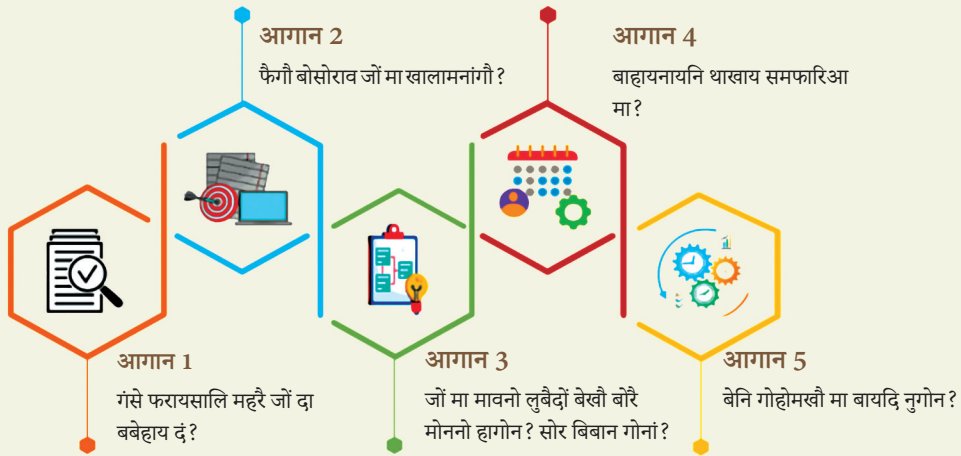 आगान 1
गंसे फरायसालि महरै जों दा
बबेहाय दं?
आगान 2
फैगौ बोसोराव जों मा खालामनांगौ?
आगान 3
जों मा मावनो लुबैदों बेखौ बोरै
मोननो हागोन? सोर बिबान गोनां?
आगान 4
बाहायनायनि थाखाय समफारिआ
मा?
आगान 5
बेनि गोहोमखौ मा बायदि नुगोन?